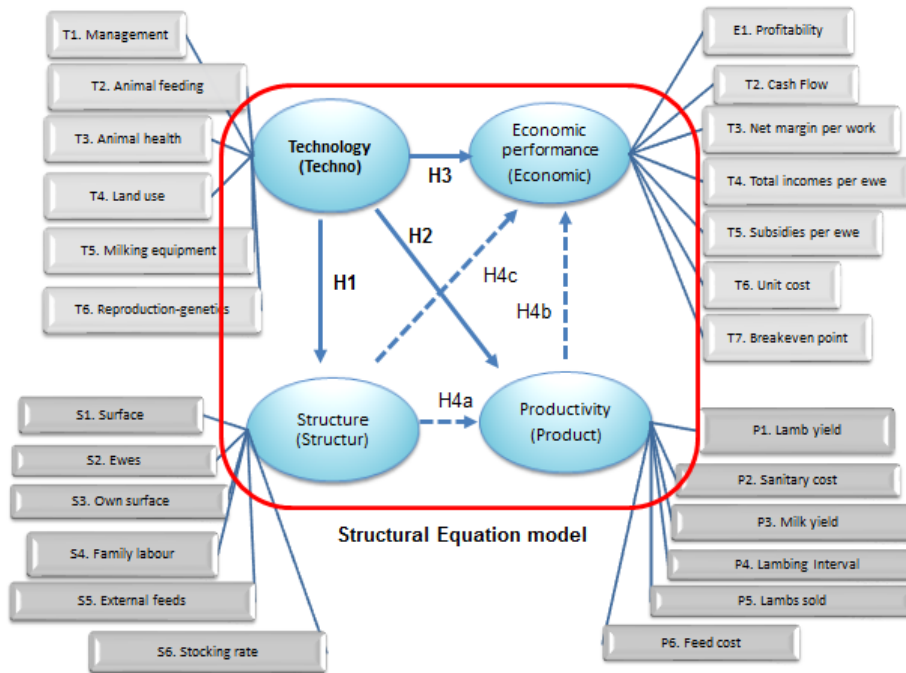 T1. Management
T2. Animal feeding
T3. Animal health
T4. Land use
T5. Milking equipment
T6. Reproduction-genetics
Technology
(Techno)
Economic
performance
(Economic)
E1. Profitability
T2. Cash Flow
T3. Net margin per work
T4. Total incomes per ewe
T5. Subsidies per ewe
T6. Unit cost
T7. Breakeven point
H3
H2
H1
H4c
H4b
H4a
Structure
(Structur)
Productivity
(Product)
S1. Surface
S2. Ewes
S3. Own surface
S4. Family labour
S5. External feeds
S6. Stocking rate
P1. Lamb yield
P2. Sanitary cost
P3. Milk yield
P4. Lambing Interval
P5. Lambs sold
P6. Feed cost
Structural Equation model